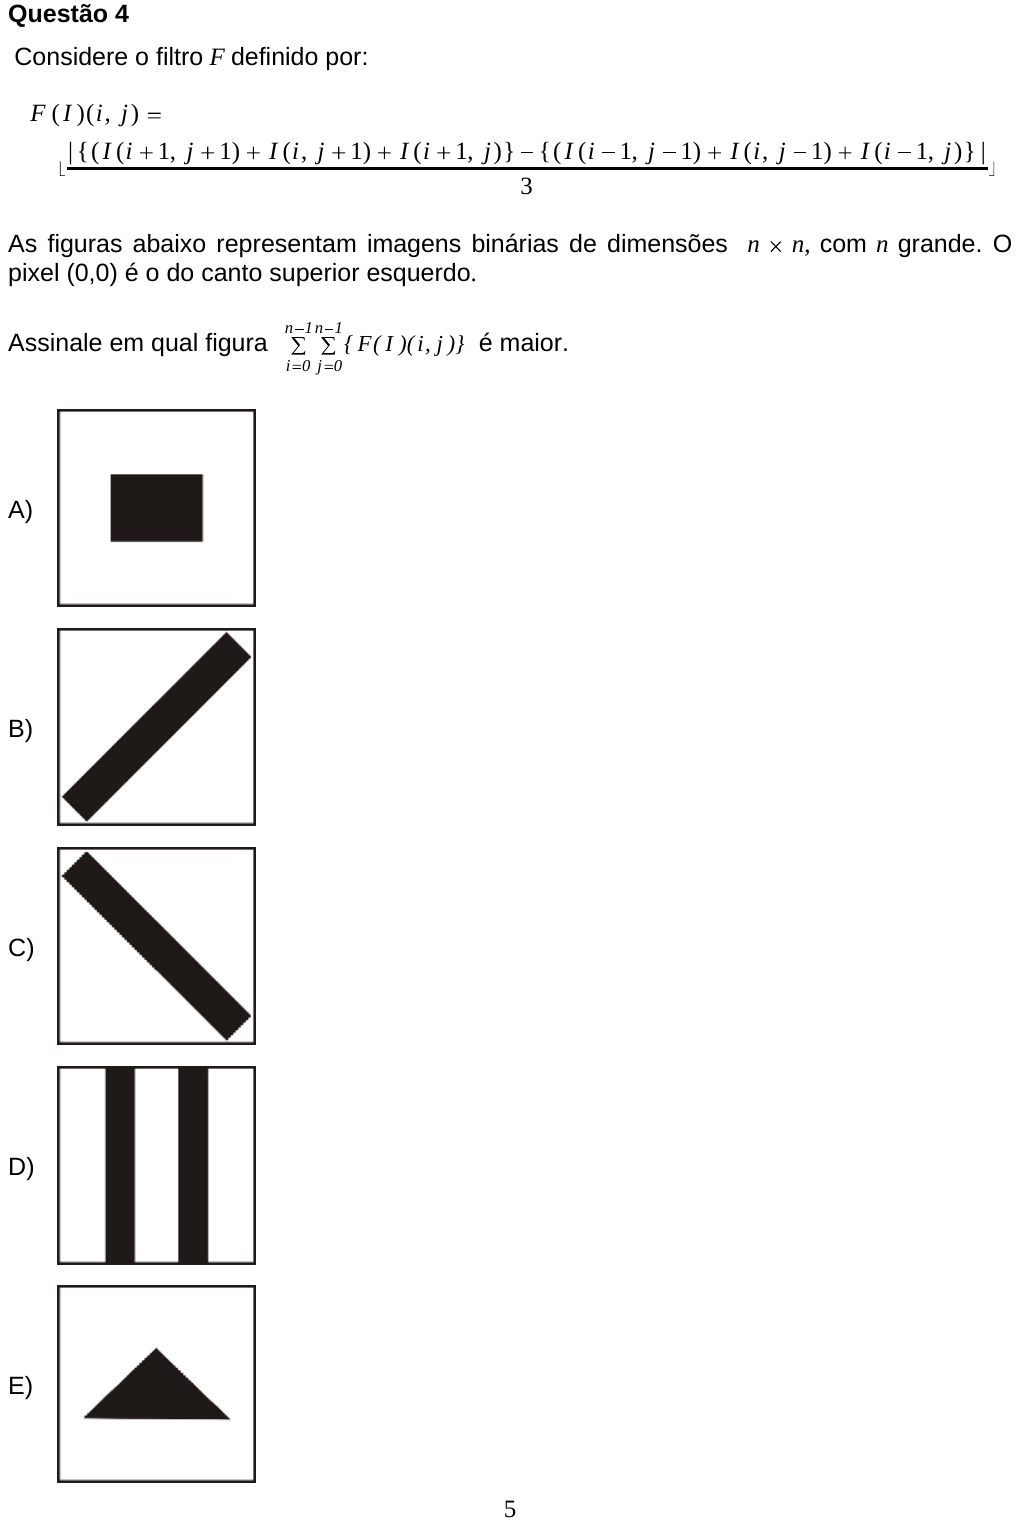 Questão 4
Considere o filtro F definido por:
F (I)(i, j) =
⌊ |{(I(i+1, j+1) + I(i, j+1) + I(i+1, j)} − {(I(i−1, j−1) + I(i, j−1) + I(i−1, j)}| ⌋
3
As figuras abaixo representam imagens binárias de dimensões n × n, com n grande. O
pixel (0,0) é o do canto superior esquerdo.
n−1 n−1
Assinale em qual figura ∑ ∑ {F(I)(i,j)} é maior.
i=0 j=0
A)
B)
C)
D)
E)
5